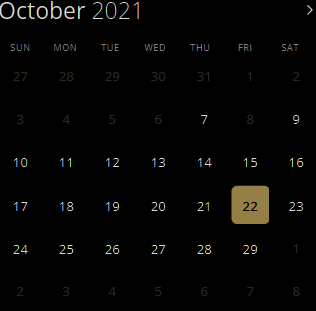 October 2021 >
SUN MON TUE WED THU FRI SAT
27 28 29 30 31 1 2
3 4 5 6 7 8 9
10 11 12 13 14 15 16
17 18 19 20 21 22 23
24 25 26 27 28 29 1
2 3 4 5 6 7 8